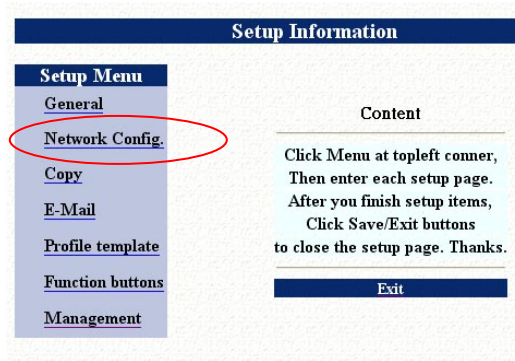 Setup Information
Setup Menu
General
Network Config.
Copy
E-Mail
Profile template
Function buttons
Management
Content
Click Menu at topleft conner,
Then enter each setup page.
After you finish setup items,
Click Save/Exit buttons
to close the setup page. Thanks.
Exit